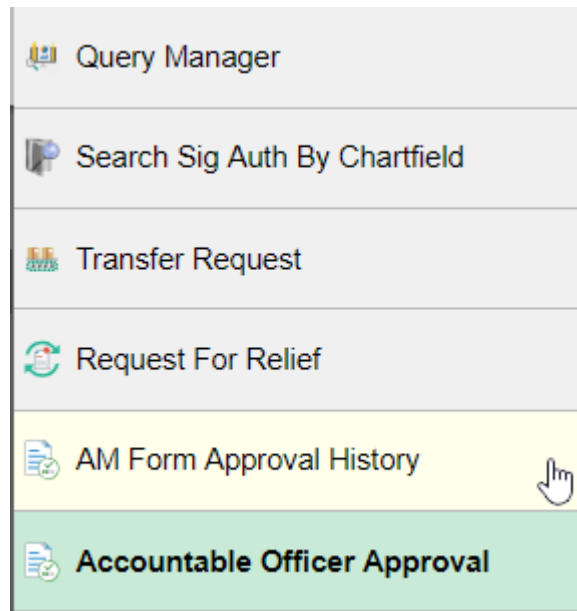 Query Manager
Search Sig Auth By Chartfield
Transfer Request
Request For Relief
AM Form Approval History
Accountable Officer Approval